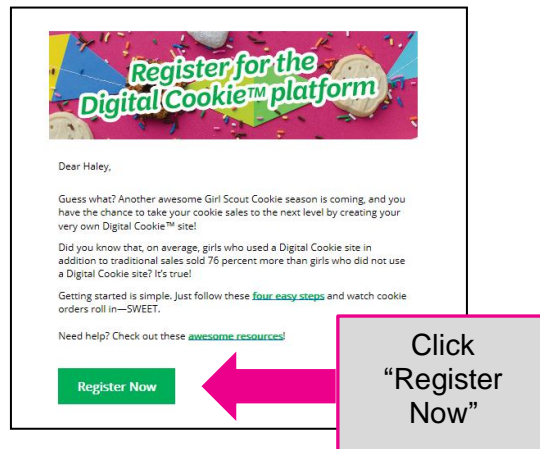 Register for the
Digital Cookie™ platform
Dear Haley,
Guess what? Another awesome Girl Scout Cookie season is coming, and you
have the chance to take your cookie sales to the next level by creating your
very own Digital Cookie™ site!
Did you know that, on average, girls who used a Digital Cookie site in
addition to traditional sales sold 76 percent more than girls who did not use
a Digital Cookie site? It's true!
Getting started is simple. Just follow these four easy steps and watch cookie
orders roll in—SWEET.
Need help? Check out these awesome resources!
Register Now
Click
“Register
Now”